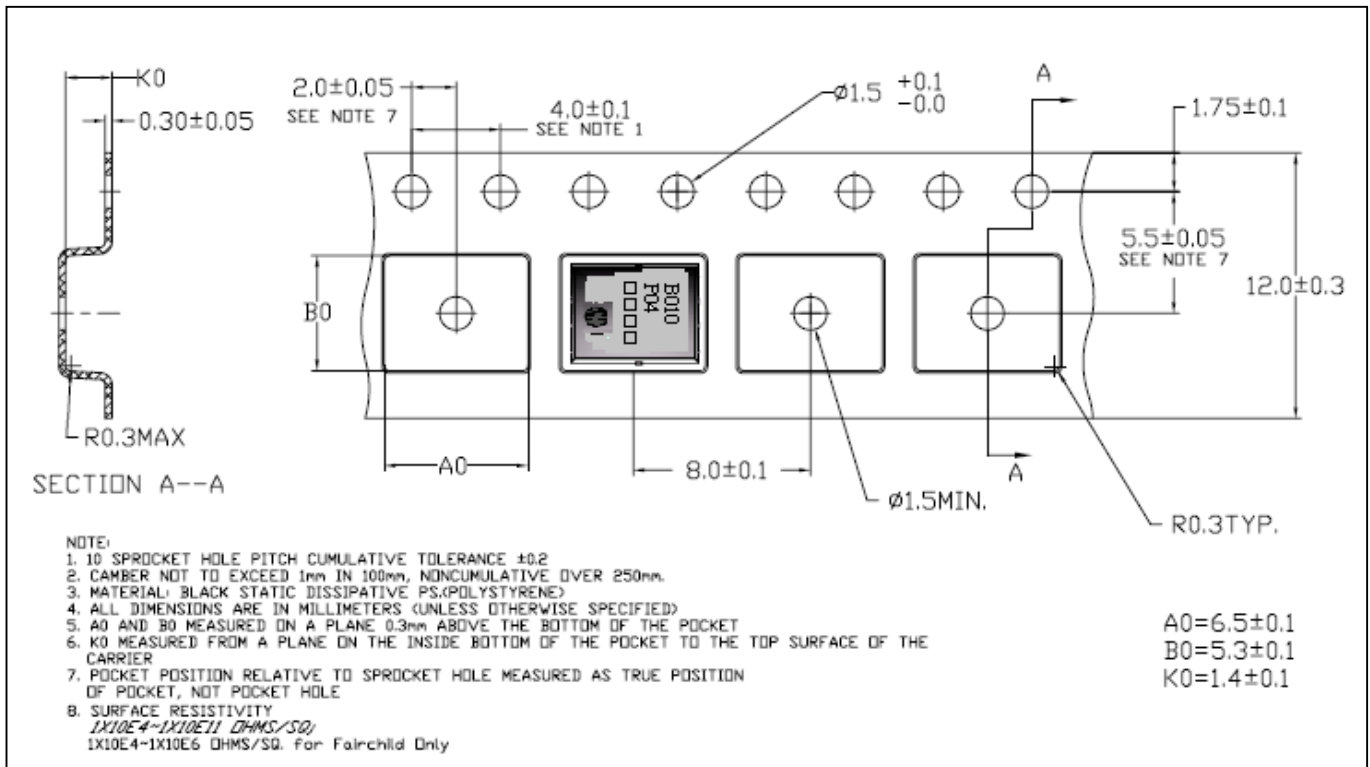 K0
0.30±0.05
2.0±0.05
SEE NOTE 7
4.0±0.1
SEE NOTE 1
Ø1.5 +0.1 -0.0
A
1.75±0.1
5.5±0.05
SEE NOTE 7
12.0±0.3
B0
B010
P04
□□□□
R0.3MAX
A0
8.0±0.1
A
Ø1.5MIN.
R0.3TYP.
SECTION A--A
NOTE:
1. 10 SPROCKET HOLE PITCH CUMULATIVE TOLERANCE ±0.2
2. CAMBER NOT TO EXCEED 1mm IN 100mm, NONCUMULATIVE OVER 250mm.
3. MATERIAL: BLACK STATIC DISSIPATIVE PS.(POLYSTYRENE)
4. ALL DIMENSIONS ARE IN MILLIMETERS (UNLESS OTHERWISE SPECIFIED)
5. A0 AND B0 MEASURED ON A PLANE 0.3mm ABOVE THE BOTTOM OF THE POCKET
6. K0 MEASURED FROM A PLANE ON THE INSIDE BOTTOM OF THE POCKET TO THE TOP SURFACE OF THE
CARRIER
7. POCKET POSITION RELATIVE TO SPROCKET HOLE MEASURED AS TRUE POSITION
OF POCKET, NOT POCKET HOLE
8. SURFACE RESISTIVITY
1X10E4~1X10E11 OHMS/SQ;
1X10E4~1X10E6 OHMS/SQ. for Fairchild Only
A0=6.5±0.1
B0=5.3±0.1
K0=1.4±0.1